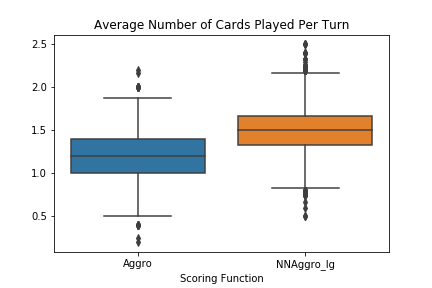 Average Number of Cards Played Per Turn
2.5
2.0
1.5
1.0
0.5
Aggro NNAggro_lg
Scoring Function